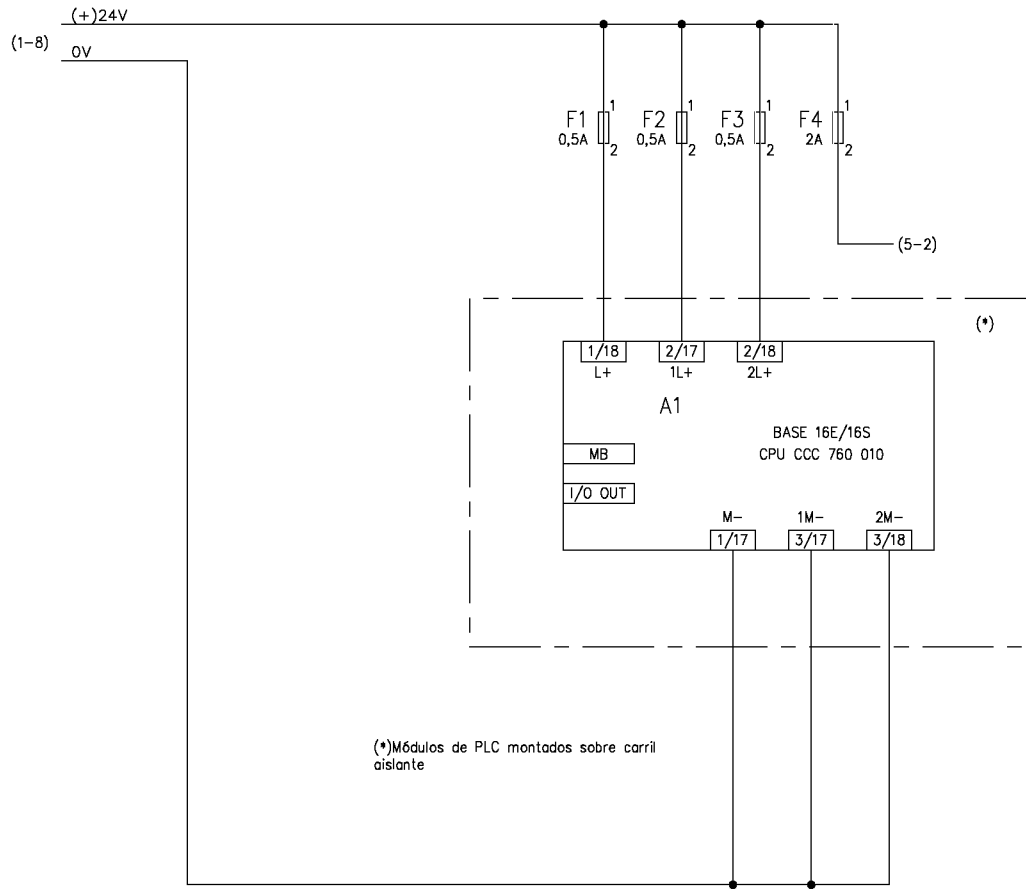 (+)24V
(1-8)
0V
F1
0,5A
1
2
F2
0,5A
1
2
F3
0,5A
1
2
F4
2A
1
2
(5-2)
(*)
1/18
2/17
2/18
L+
1L+
2L+
A1
BASE 16E/16S
CPU CCC 760 010
MB
I/O OUT
M-
1M-
2M-
1/17
3/17
3/18
(*)Módulos de PLC montados sobre carril
aislante